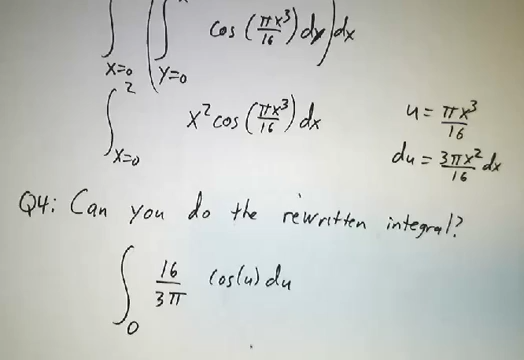 ∫ x=0 ( ∫ y=0 cos (πx³/16) dy ) dx
∫ x=0 2 x² cos (πx³/16) dx
u = πx³/16
du = 3πx²/16 dx
Q4: Can you do the rewritten integral?
∫ 0 16/3π cos(u) du